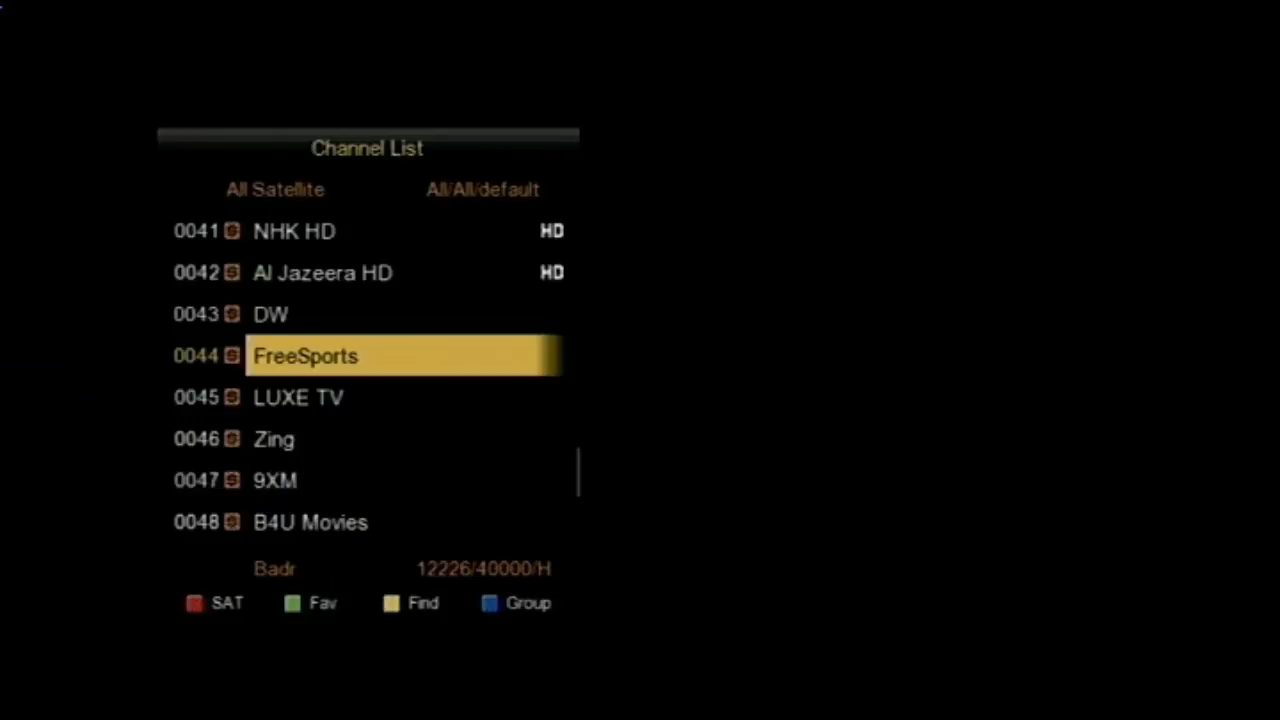 Channel List
All Satellite All/All/default
0041 S NHK HD HD
0042 S Al Jazeera HD HD
0043 S DW
0044 S FreeSports
0045 S LUXE TV
0046 S Zing
0047 S 9XM
0048 S B4U Movies
Badr 12226/40000/H
SAT Fav Find Group